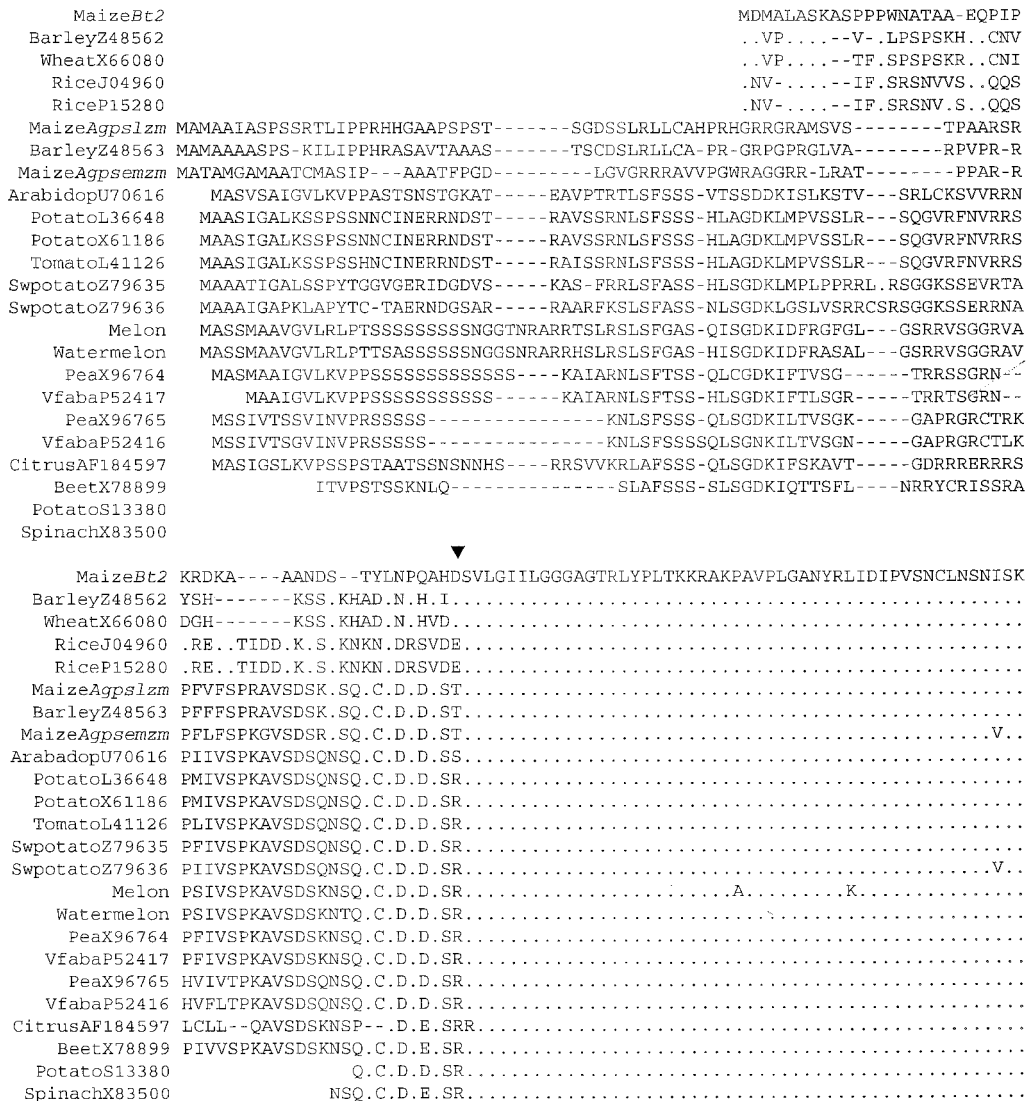 MaizeBt2 MDMALASKASPPPWNATAA-EQPIP
BarleyZ48562 ..VP....--V-.LPSPSKH..CNV
WheatX66080 ..VP....--TF.SPSPSKR..CNI
RiceJ04960 .NV-....--IF.SRSNVVS..QQS
RiceP15280 .NV-....--IF.SRSNV.S..QQS
MaizeAgpslzm MAMAAIASPSSRTLIPPRHHGAAPSPST-------SGDSSLRLLCAHPRHGRRGRAMSVS-------TPAARSR
BarleyZ48563 MAMAAAASPS-KILIPPHRASAVTAAAS-------TSCDSLRLLCA-PR-GRPGPRGLVA-------RPVPR-R
MaizeAgpsemzm MATAMGAMAATCMASIP--AAATFPGD-------LGVGRRRAVVPGWRAGGRR-LRAT-------PPAR-R
ArabidopU70616 MASVSAIGVLKVPPASTSNSTGKAT-------EAVPTRTLSFSSS-VTSSDDKISLKSTV---SRLCKSVVRRN
PotatoL36648 MAASIGALKSSPSSNNCINERRNDST------RAVSSRNLSFSSS-HLAGDKLMPVSSLR---SQGVRFNVRRS
PotatoX61186 MAASIGALKSSPSSNNCINERRNDST------RAVSSRNLSFSSS-HLAGDKLMPVSSLR---SQGVRFNVRRS
TomatoL41126 MAASIGALKSSPSSHNCINERRNDST------RAISSRNLSFSSS-HLAGDKLMPVSSLR---SQGVRFNVRRS
SwpotatoZ79635 MAAATIGALSSPYTGGVGERIDGDVS------KAS-FRRLSFSSS-HLSGDKLMPLPPRRL.RSGGKSSEVRTA
SwpotatoZ79636 MAAAIGAPKLAPYTC-TAERNDGSAR------RAARFKSLSFASS-NLSGDKLGSLVSRRCSRSGGKSSERRNA
Melon MASSMAAVGVLRLPTSSSSSSSSSNGGTNRARRTSLRSLSFGAS-QISGDKIDFRGFGL---GSRRVSGGRVA
Watermelon MASSMAAVGVLRLPTTSASSSSSSNGGSNRARRHSLRSLSFGAS-HISGDKIDFRASAL---GSRRVSGGRAV
PeaX96764 MASMAAIGVLKVPPSSSSSSSSSSSS-----KAIARNLSFTSS-QLCGDKIFTVSG------TRRSSGRN--
VfabaP52417 MAAIGVLKVPPSSSSSSSSSSS-----KAIARNLSFTSS-HLSGDKIFTLSGR-----TRRTSGRN--
PeaX96765 MSSIVTSSVINVPRSSSSS---------------KNLSFSSS-QLSGDKILTVSGK----GAPRGRCTRK
VfabaP52416 MSSIVTSGVINVPRSSSSS---------------KNLSFSSSSQLSGNKILTVSGN----GAPRGRCTLK
CitrusAF184597 MASIGSLKVPSSPSTAATSSNSNNHS-----RRSVVKRLAFSSS-QLSGDKIFSKAVT-----GDRRRERRRS
BeetX78899 ITVPSTSSKNLQ---------------SLAFSSS-SLSGDKIQTTSFL----NRRYCRISSRA
PotatoS13380
SpinachX83500
▼
MaizeBt2 KRDKA----AANDS--TYLNPQAHDSVLGIILGGGAGTRLYPLTKKRAKPAVPLGANYRLIDIPVSNCLNSNISK
BarleyZ48562 YSH-------KSS.KHAD.N.H.I..................................................
WheatX66080 DGH-------KSS.KHAD.N.HVD..................................................
RiceJ04960 .RE..TIDD.K.S.KNKN.DRSVDE..................................................
RiceP15280 .RE..TIDD.K.S.KNKN.DRSVDE..................................................
MaizeAgpslzm PFVFSPRAVSDSK.SQ.C.D.D.ST..................................................
BarleyZ48563 PFFFSPRAVSDSK.SQ.C.D.D.ST..................................................
MaizeAgpsemzm PFLFSPKGVSDSR.SQ.C.D.D.ST...............................................V..
ArabadopU70616 PIIVSPKAVSDSQNSQ.C.D.D.SS..................................................
PotatoL36648 PMIVSPKAVSDSQNSQ.C.D.D.SR..................................................
PotatoX61186 PMIVSPKAVSDSQNSQ.C.D.D.SR..................................................
TomatoL41126 PLIVSPKAVSDSQNSQ.C.D.D.SR..................................................
SwpotatoZ79635 PFIVSPKAVSDSQNSQ.C.D.D.SR..................................................
SwpotatoZ79636 PIIVSPKAVSDSQNSQ.C.D.D.SR...............................................V..
Melon PSIVSPKAVSDSKNSQ.C.D.D.SR........................A.........K...............
Watermelon PSIVSPKAVSDSKNTQ.C.D.D.SR..................................................
PeaX96764 PFIVSPKAVSDSKNSQ.C.D.D.SR..................................................
VfabaP52417 PFIVSPKAVSDSKNSQ.C.D.D.SR..................................................
PeaX96765 HVIVTPKAVSDSQNSQ.C.D.D.SR..................................................
VfabaP52416 HVFLTPKAVSDSQNSQ.C.D.D.SR..................................................
CitrusAF184597 LCLL--QAVSDSKNSP--.D.E.SRR.................................................
BeetX78899 PIVVSPKAVSDSKNSQ.C.D.E.SR..................................................
PotatoS13380 Q.C.D.D.SR..................................................
SpinachX83500 NSQ.C.D.E.SR..................................................